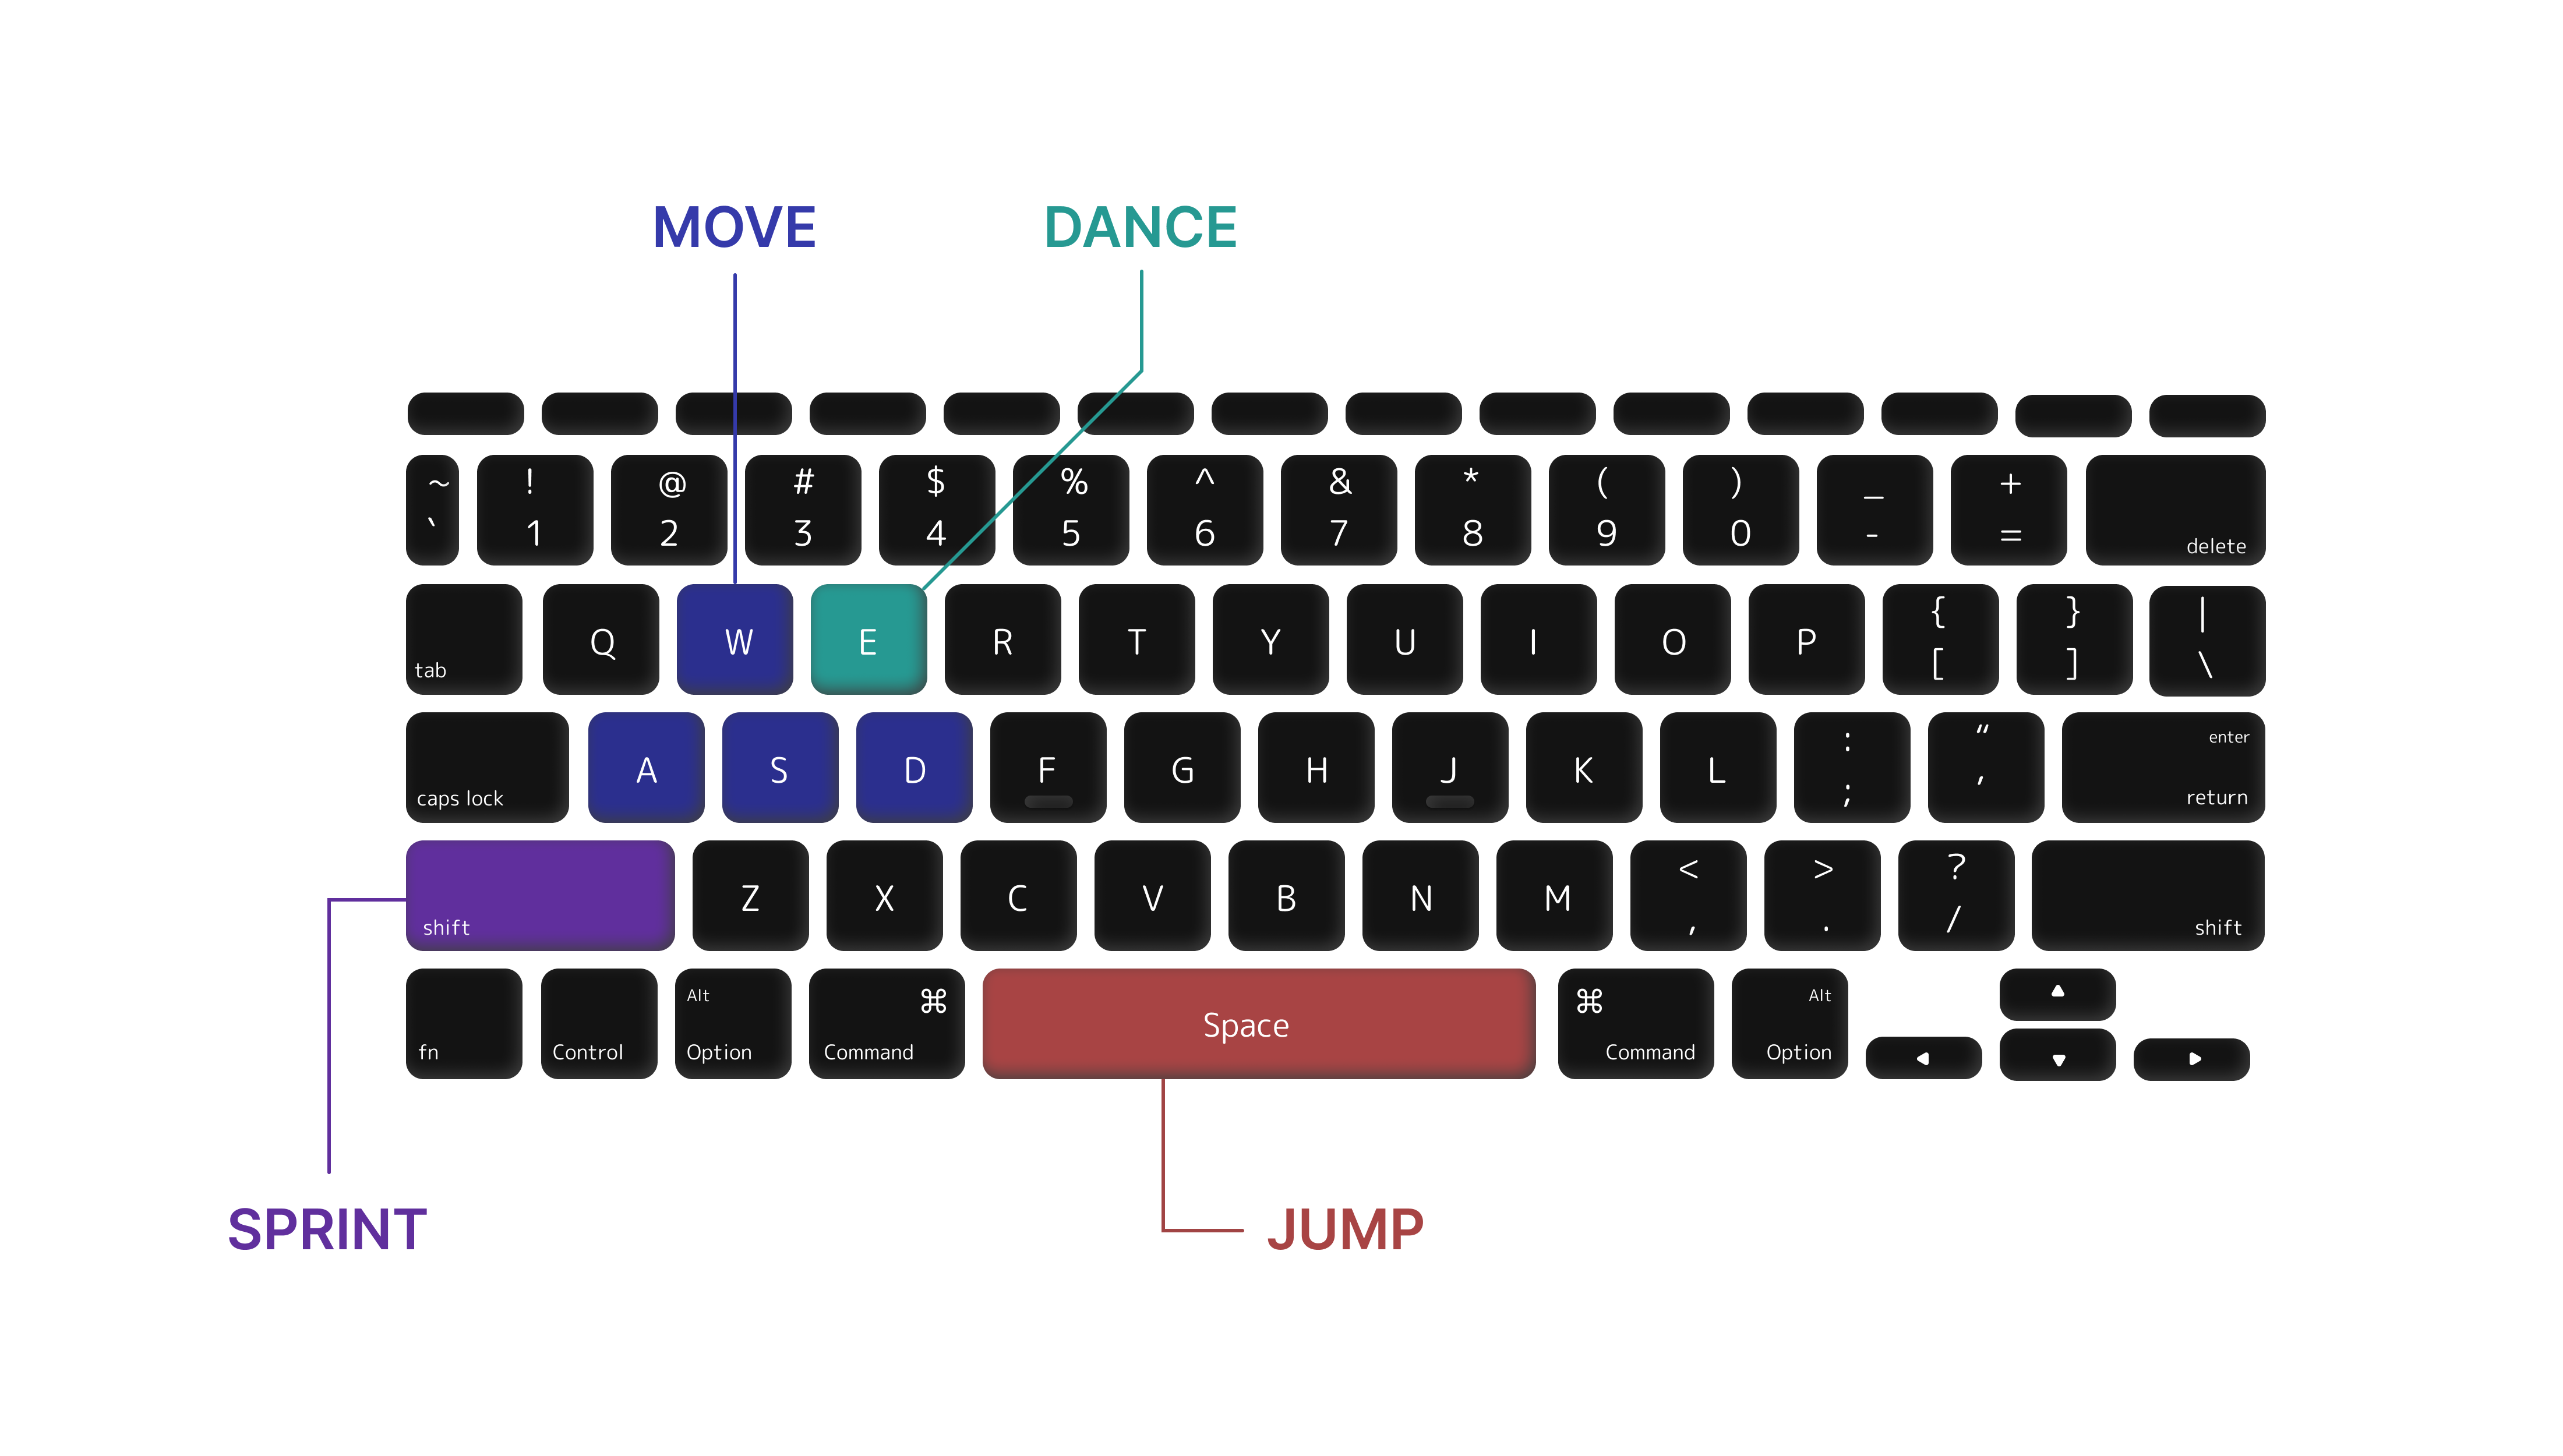 MOVE DANCE
~ ! @ # $ % ^ & * ( ) _ +
` 1 2 3 4 5 6 7 8 9 0 - = delete
{ } |
tab Q W E R T Y U I O P [ ] \
: “ enter
caps lock A S D F G H J K L ; , return
< > ?
shift Z X C V B N M , . / shift
Alt ⌘ ⌘ Alt
fn Control Option Command Space Command Option
SPRINT JUMP